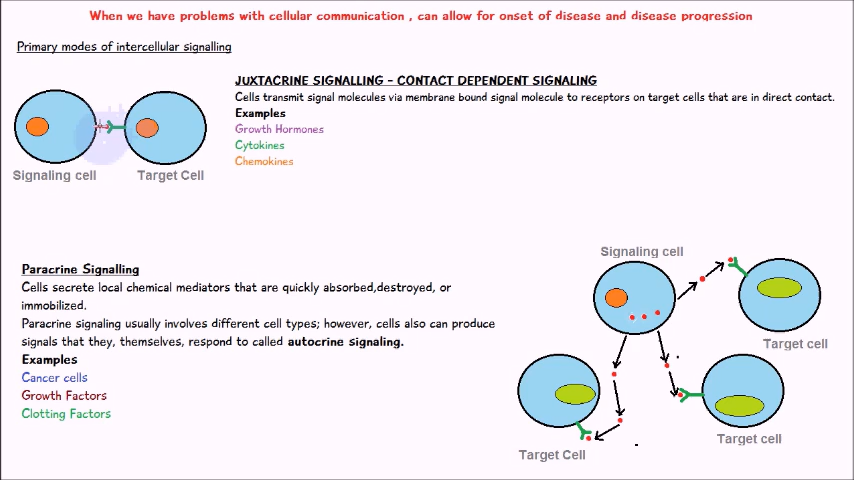 When we have problems with cellular communication , can allow for onset of disease and disease progression
Primary modes of intercellular signalling
JUXTACRINE SIGNALLING - CONTACT DEPENDENT SIGNALING
Cells transmit signal molecules via membrane bound signal molecule to receptors on target cells that are in direct contact.
Examples
Growth Hormones
Cytokines
Chemokines
Signaling cell
Target Cell
Paracrine Signalling
Cells secrete local chemical mediators that are quickly absorbed,destroyed, or
immobilized.
Paracrine signaling usually involves different cell types; however, cells also can produce
signals that they, themselves, respond to called autocrine signaling.
Examples
Cancer cells
Growth Factors
Clotting Factors
Signaling cell
Target cell
Target cell
Target Cell